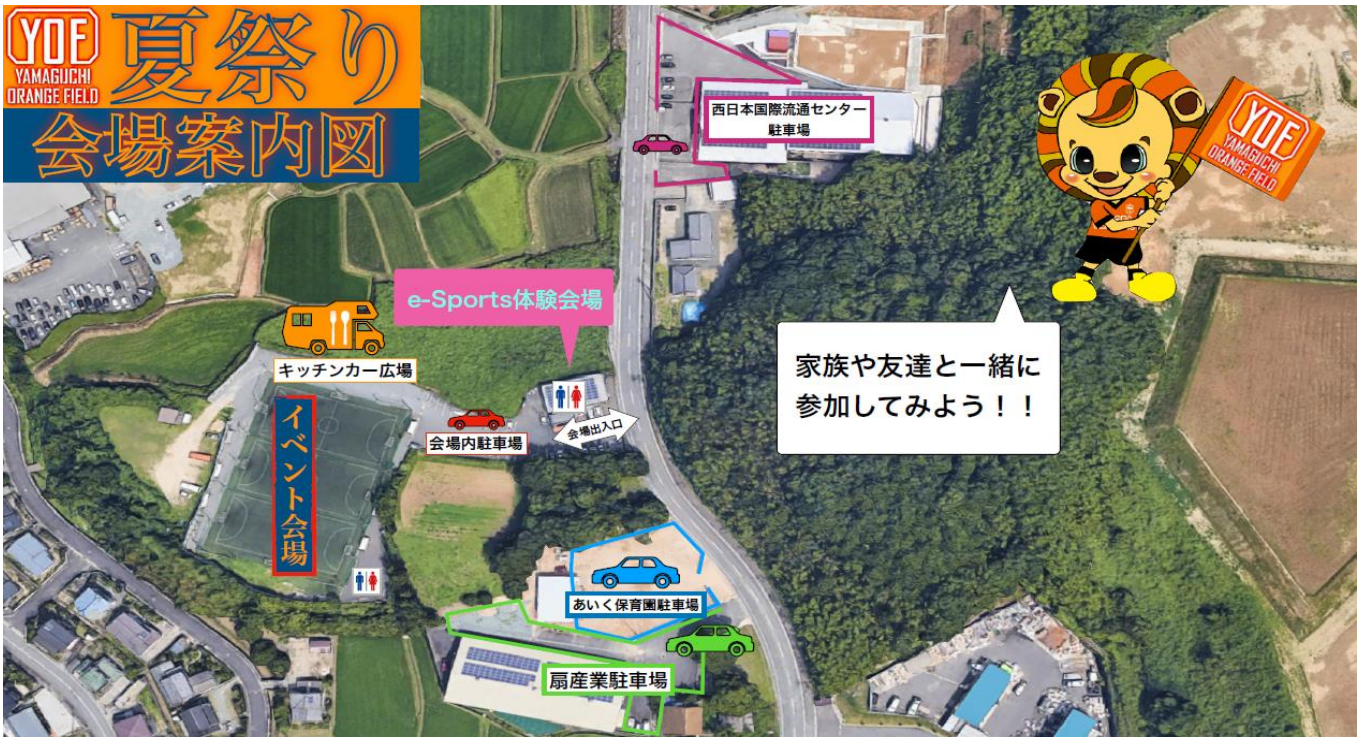 YOF
YAMAGUCHI
ORANGE FIELD
夏祭り
会場案内図
西日本国際流通センター
駐車場
YOF
YAMAGUCHI
ORANGE FIELD
e-Sports体験会場
キッチンカー広場
家族や友達と一緒に
参加してみよう！！
イベント会場
会場内駐車場
会場出入口
あいく保育園駐車場
扇産業駐車場